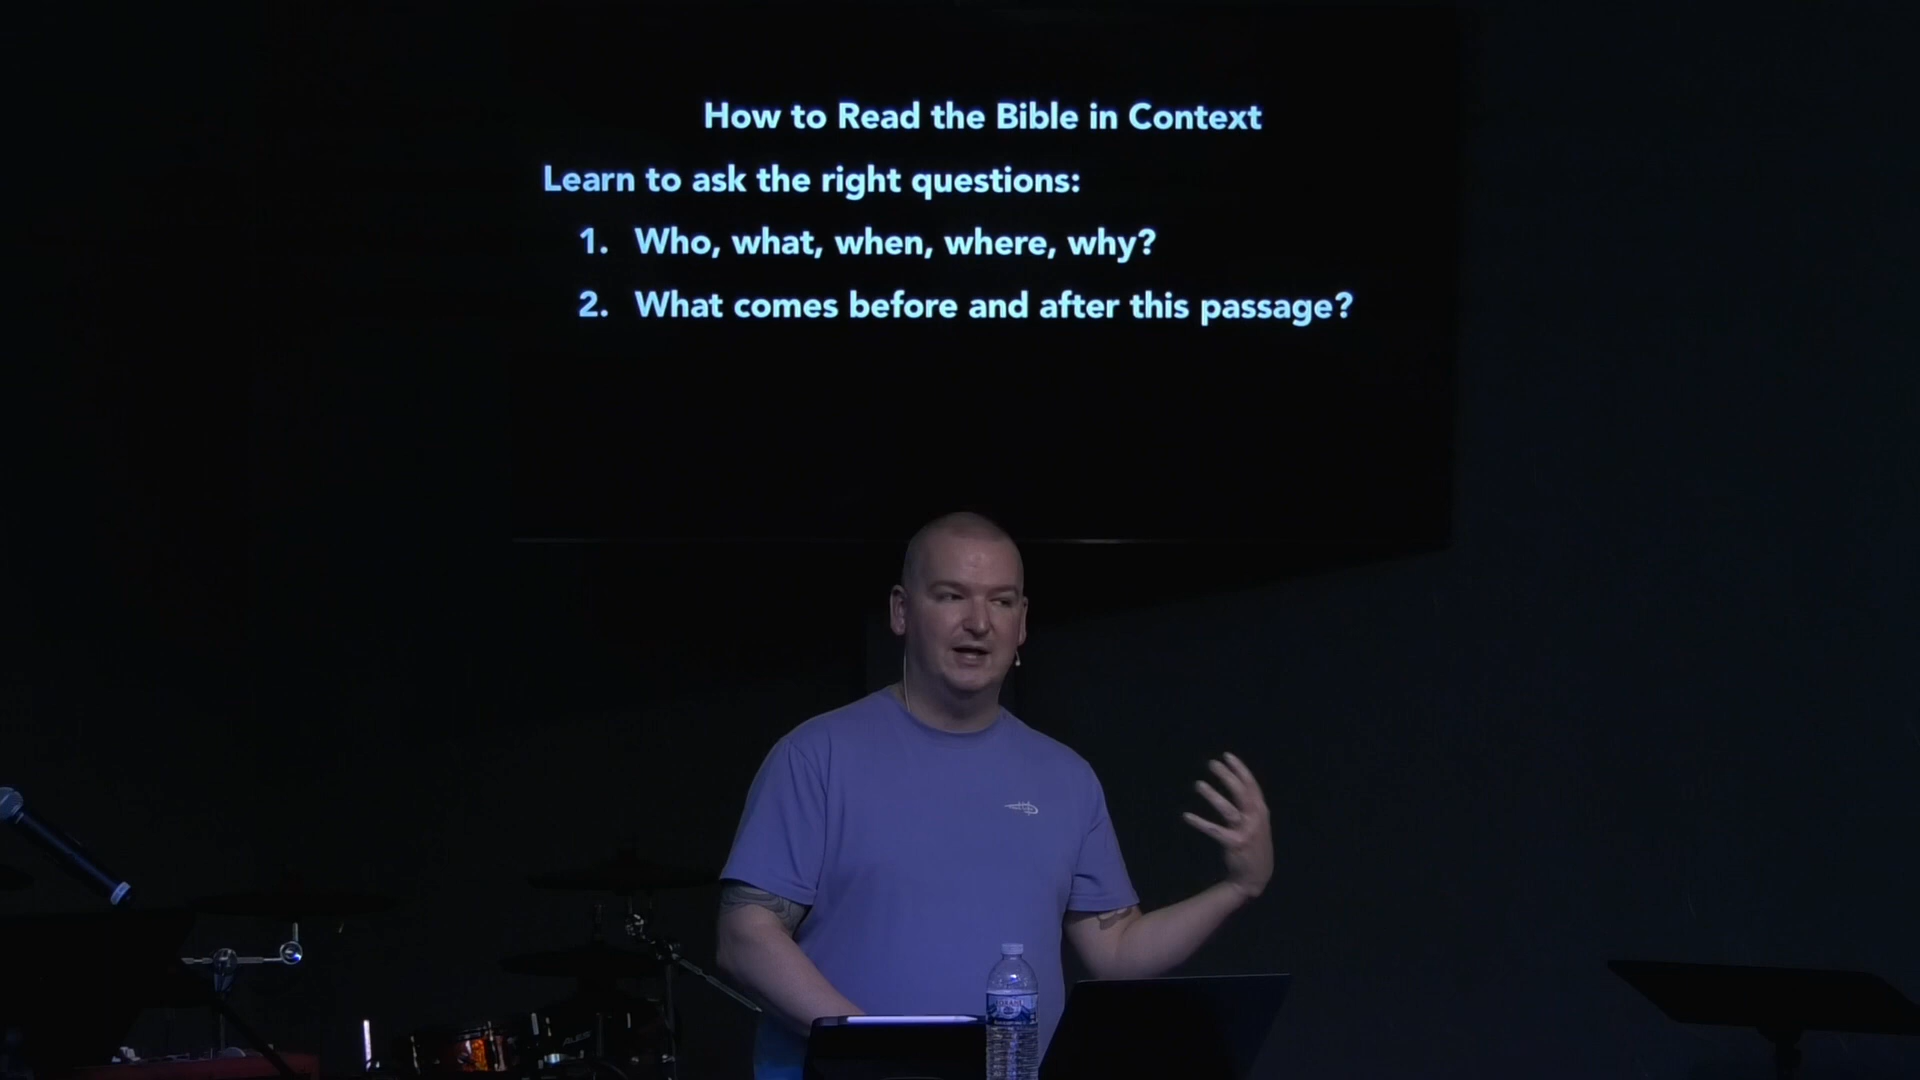 How to Read the Bible in Context
Learn to ask the right questions:
1. Who, what, when, where, why?
2. What comes before and after this passage?
ALESIS